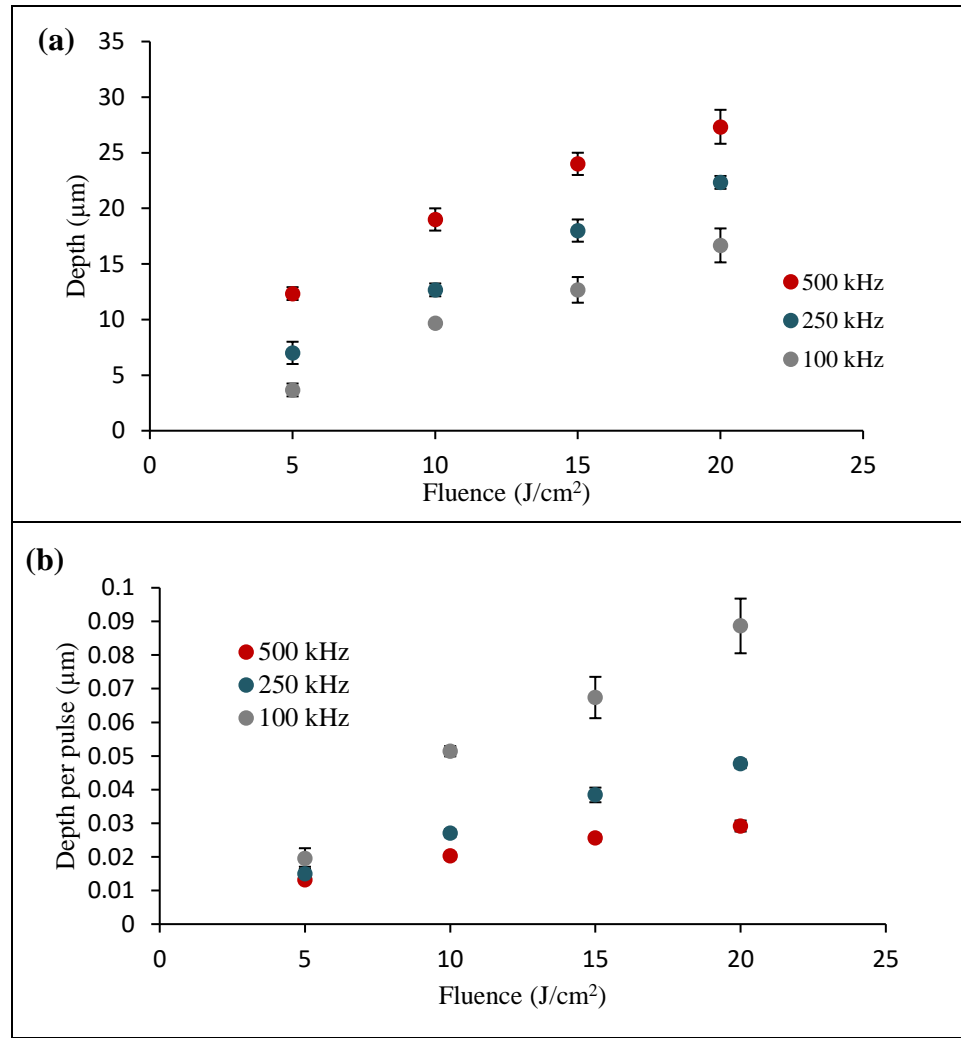 (a)
35
30
25
20
15
10
5
0
Depth (µm)
500 kHz
250 kHz
100 kHz
0 5 10 15 20 25
Fluence (J/cm²)
(b)
0.1
0.09
0.08
0.07
0.06
0.05
0.04
0.03
0.02
0.01
0
Depth per pulse (µm)
500 kHz
250 kHz
100 kHz
0 5 10 15 20 25
Fluence (J/cm²)